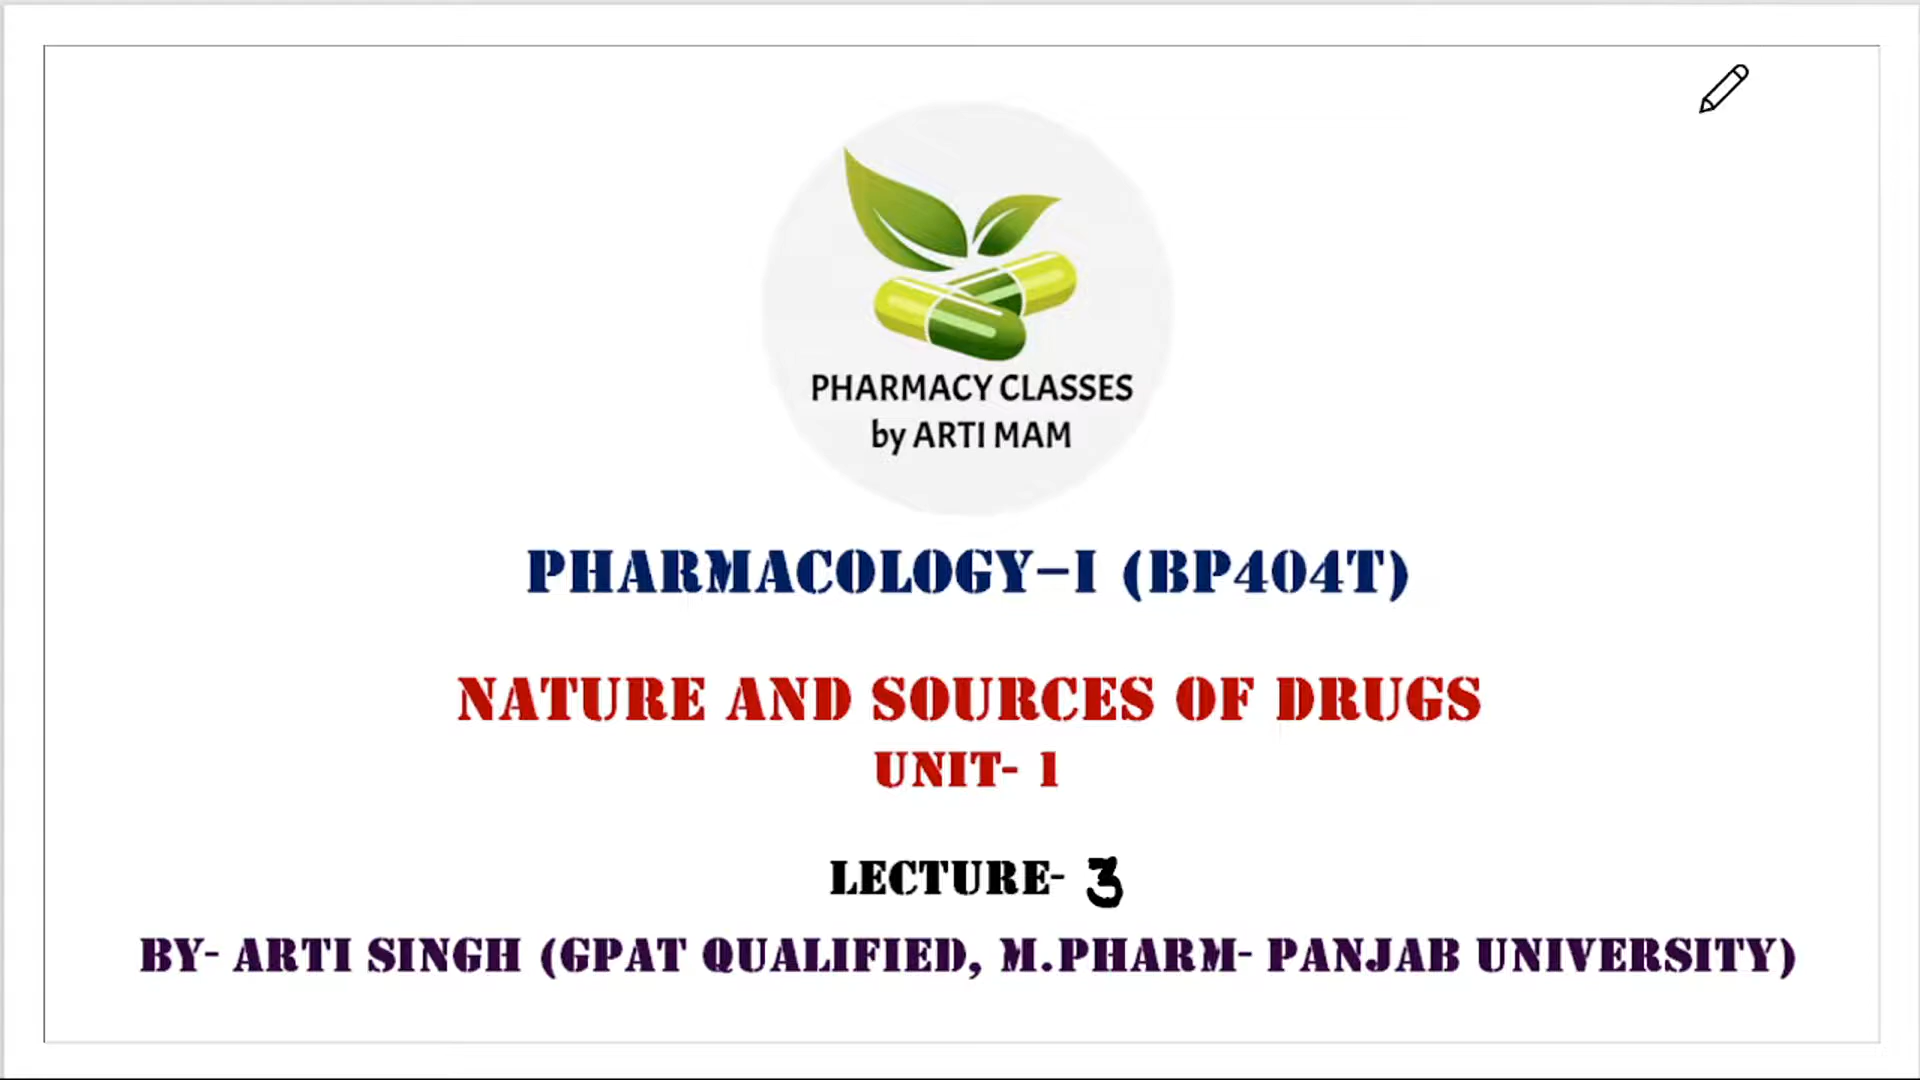 PHARMACY CLASSES
by ARTI MAM
PHARMACOLOGY-I (BP404T)
NATURE AND SOURCES OF DRUGS
UNIT- 1
LECTURE- 3
BY- ARTI SINGH (GPAT QUALIFIED, M.PHARM- PANJAB UNIVERSITY)